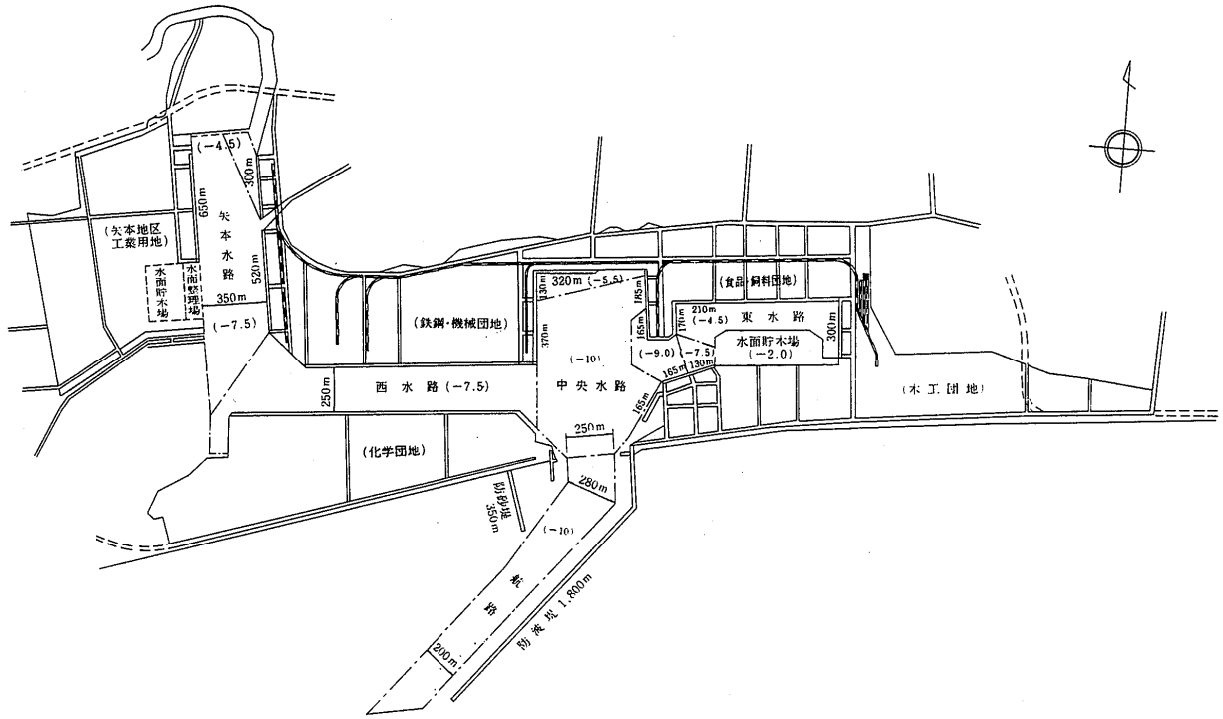 (-4.5)
300m
650m
矢本水路
(矢本地区
工業用地)
520m
水面貯木場
水面整理場
350m
(-7.5)
(鉄鋼・機械団地)
130m
320m (-5.5)
185m
(食品・飼料団地)
370m
165m
170m
210m
(-4.5)
東水路
300m
水面貯木場
(-2.0)
(-9.0)
(-7.5)
(-10)
165m
130m
250m
西水路 (-7.5)
中央水路
165m
(木工団地)
250m
(化学団地)
280m
防砂堤
350m
(-10)
航路
防波堤 1,800m
200m